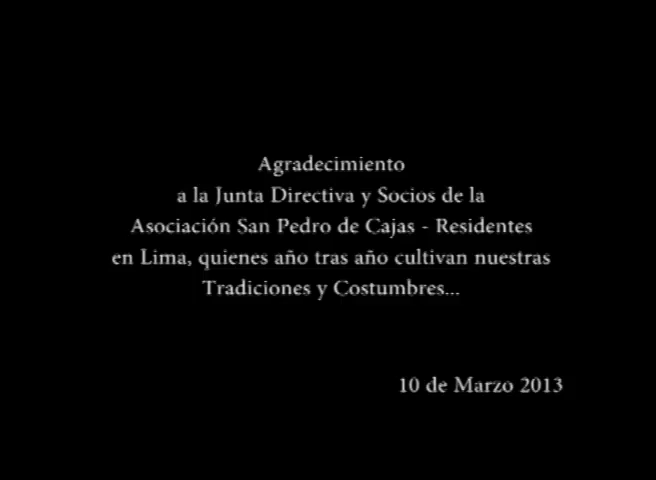 Agradecimiento
a la Junta Directiva y Socios de la
Asociación San Pedro de Cajas - Residentes
en Lima, quienes año tras año cultivan nuestras
Tradiciones y Costumbres...
10 de Marzo 2013